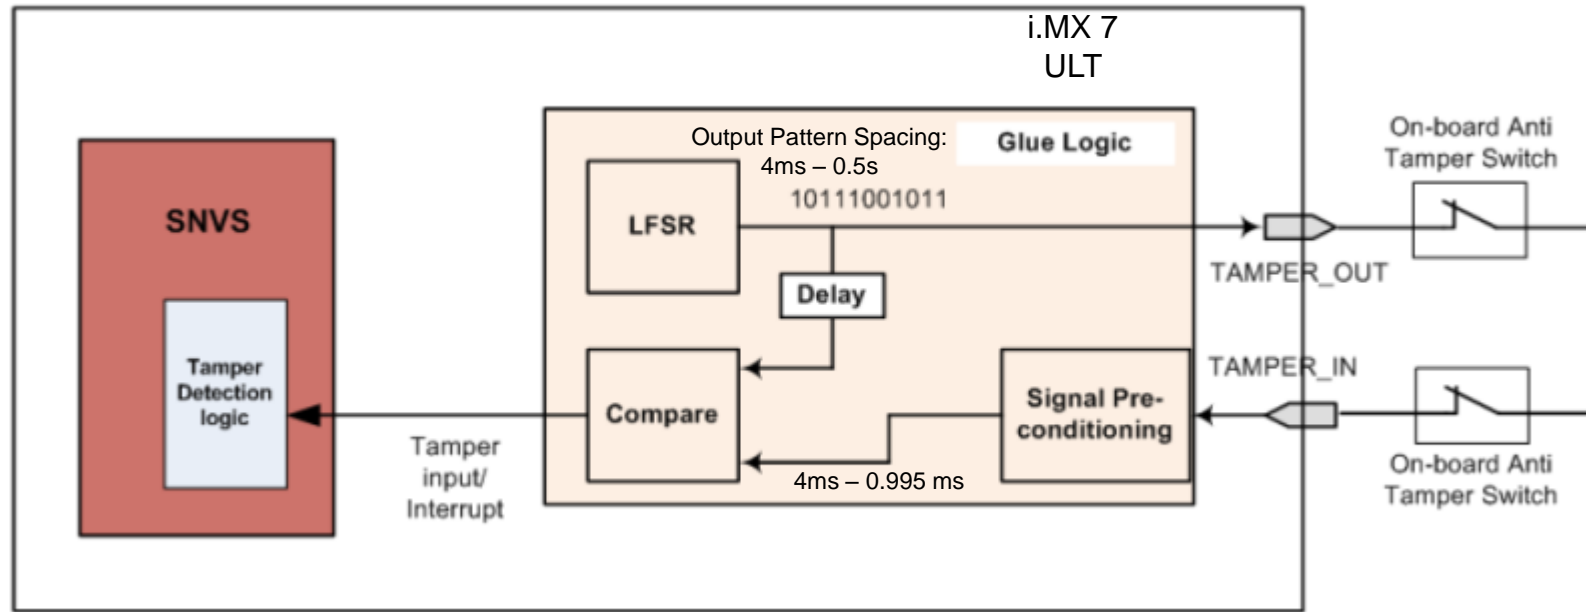 i.MX 7
ULT
Output Pattern Spacing:
4ms – 0.5s
Glue Logic
10111001011
On-board Anti
Tamper Switch
SNVS
LFSR
TAMPER_OUT
Delay
Tamper
Detection
logic
Compare
Signal Pre-
conditioning
TAMPER_IN
Tamper
input/
Interrupt
4ms – 0.995 ms
On-board Anti
Tamper Switch